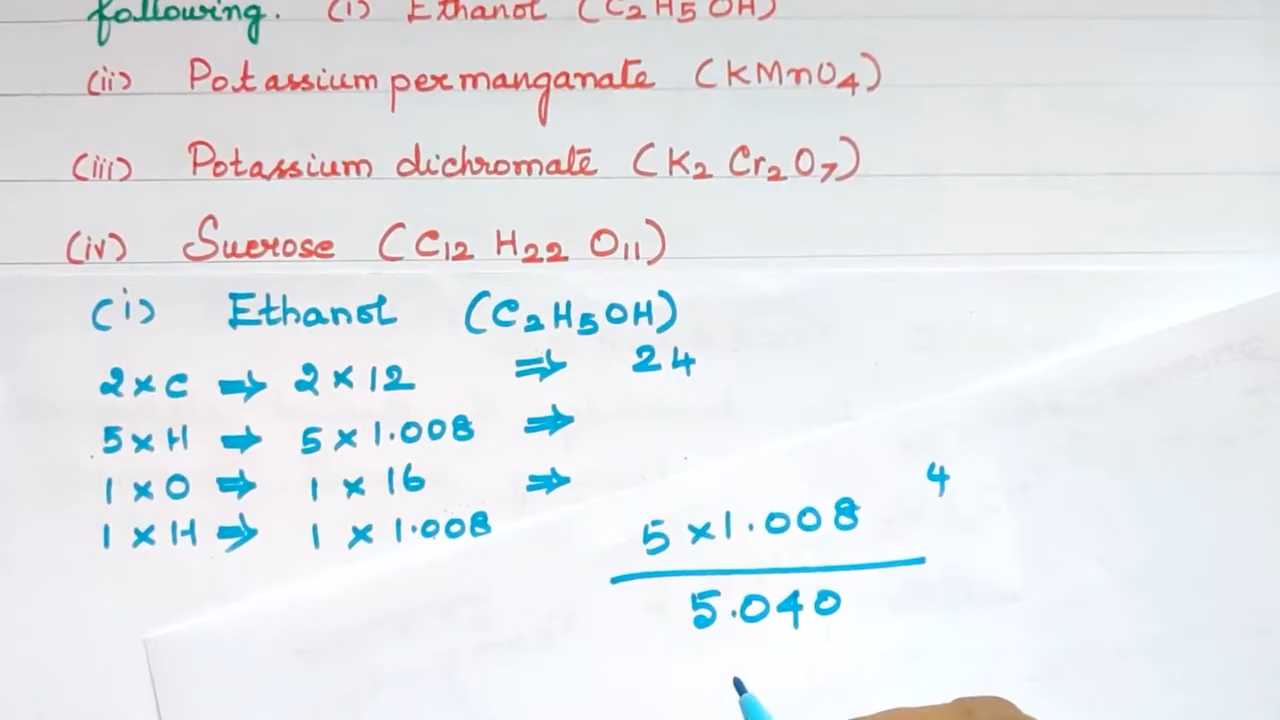 following. (i) Ethanol (C₂H₅OH)
(ii) Potassium permanganate (KMnO₄)
(iii) Potassium dichromate (K₂Cr₂O₇)
(iv) Sucrose (C₁₂H₂₂O₁₁)
(i) Ethanol (C₂H₅OH)
2×C ⇒ 2×12 ⇒ 24
5×H ⇒ 5×1.008 ⇒
1×O ⇒ 1×16 ⇒
1×H ⇒ 1×1.008
4
5×1.008
5.040